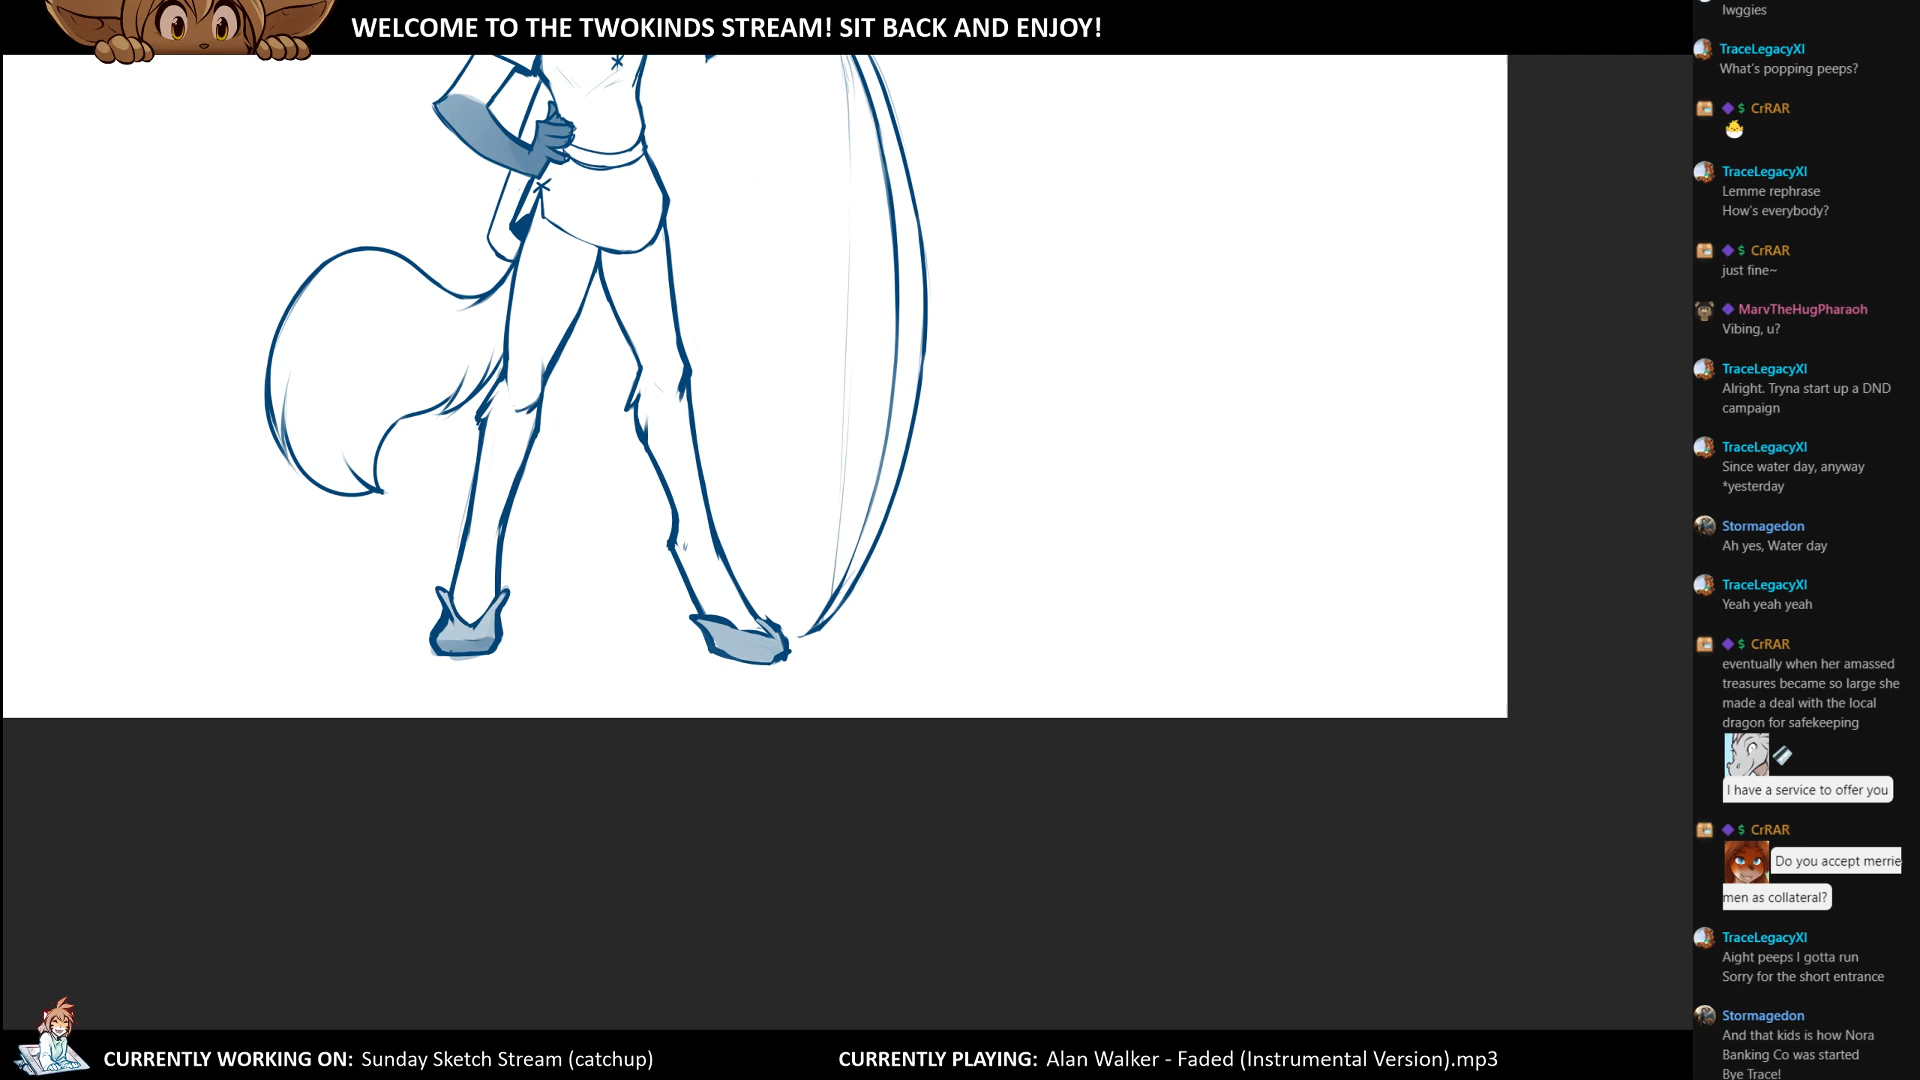 WELCOME TO THE TWOKINDS STREAM! SIT BACK AND ENJOY!
lwggies
TraceLegacyXI
What's popping peeps?
$ CrRAR
TraceLegacyXI
Lemme rephrase
How's everybody?
$ CrRAR
just fine~
MarvTheHugPharaoh
Vibing, u?
TraceLegacyXI
Alright. Tryna start up a DND
campaign
TraceLegacyXI
Since water day, anyway
*yesterday
Stormagedon
Ah yes, Water day
TraceLegacyXI
Yeah yeah yeah
$ CrRAR
eventually when her amassed
treasures became so large she
made a deal with the local
dragon for safekeeping
I have a service to offer you
$ CrRAR
Do you accept merrie
men as collateral?
TraceLegacyXI
Aight peeps I gotta run
Sorry for the short entrance
Stormagedon
And that kids is how Nora
Banking Co was started
Bye Trace!
CURRENTLY WORKING ON: Sunday Sketch Stream (catchup)
CURRENTLY PLAYING: Alan Walker - Faded (Instrumental Version).mp3